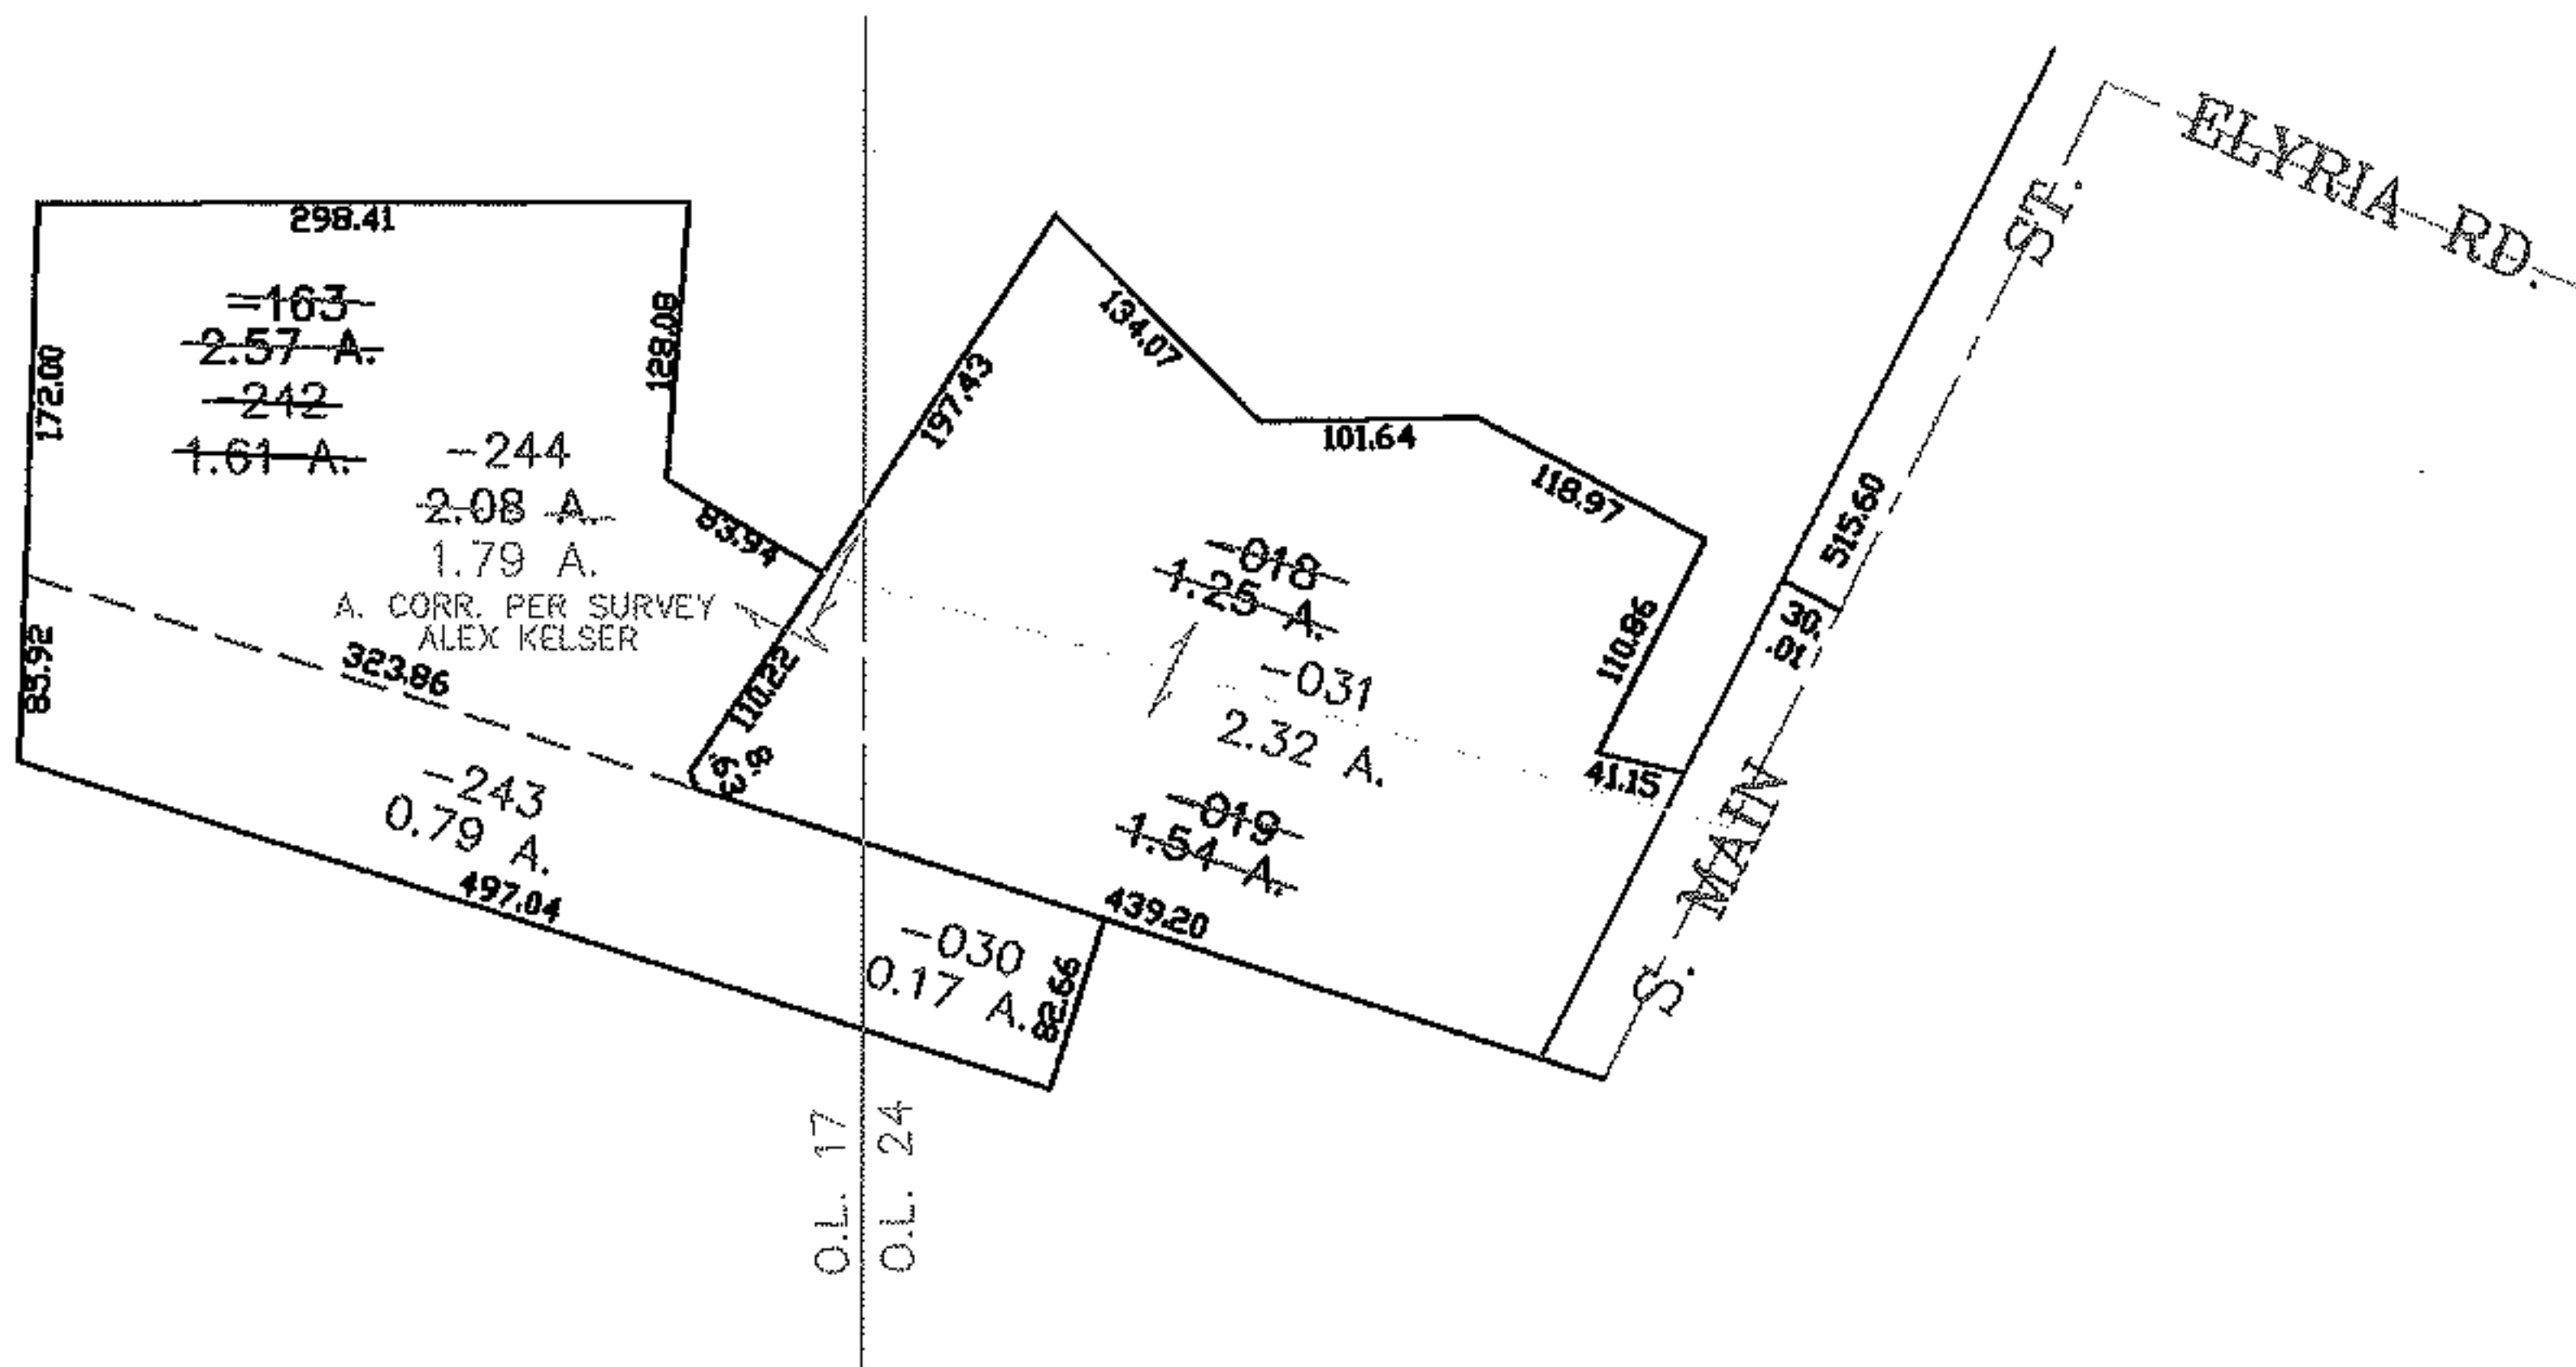 298.41
=163
2.57 A.
-242
1.61 A.
172.00
128.08
-244
2.08 A.
1.79 A.
A. CORR. PER SURVEY
ALEX KELSER
83.94
197.43
110.22
85.92
323.86
-243
0.79 A.
497.04
134.07
101.64
118.97
-018
1.25 A.
-031
2.32 A.
-019
1.54 A.
110.86
41.15
439.20
-030
0.17 A.
82.66
O.L. 17
O.L. 24
515.60
30.
.01
S. MAIN ST.
ELYRIA RD.